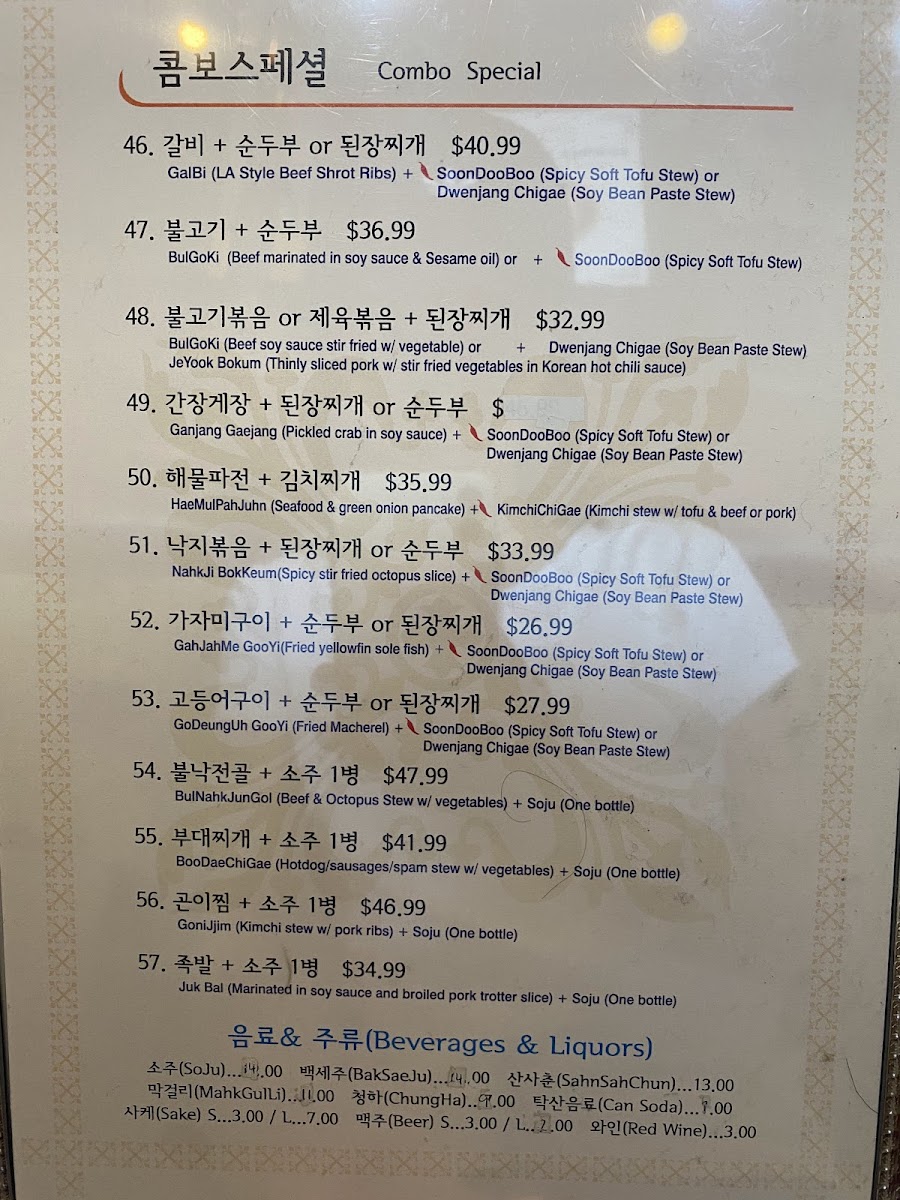 콤보스페셜 Combo Special
46. 갈비 + 순두부 or 된장찌개 $40.99
GalBi (LA Style Beef Shrot Ribs) + SoonDooBoo (Spicy Soft Tofu Stew) or
Dwenjang Chigae (Soy Bean Paste Stew)
47. 불고기 + 순두부 $36.99
BulGoKi (Beef marinated in soy sauce & Sesame oil) or + SoonDooBoo (Spicy Soft Tofu Stew)
48. 불고기볶음 or 제육볶음 + 된장찌개 $32.99
BulGoKi (Beef soy sauce stir fried w/ vegetable) or + Dwenjang Chigae (Soy Bean Paste Stew)
JeYook Bokum (Thinly sliced pork w/ stir fried vegetables in Korean hot chili sauce)
49. 간장게장 + 된장찌개 or 순두부 $
Ganjang Gaejang (Pickled crab in soy sauce) + SoonDooBoo (Spicy Soft Tofu Stew) or
Dwenjang Chigae (Soy Bean Paste Stew)
50. 해물파전 + 김치찌개 $35.99
HaeMulPahJuhn (Seafood & green onion pancake) + KimchiChiGae (Kimchi stew w/ tofu & beef or pork)
51. 낙지볶음 + 된장찌개 or 순두부 $33.99
NahkJi BokKeum(Spicy stir fried octopus slice) + SoonDooBoo (Spicy Soft Tofu Stew) or
Dwenjang Chigae (Soy Bean Paste Stew)
52. 가자미구이 + 순두부 or 된장찌개 $26.99
GahJahMe GooYi(Fried yellowfin sole fish) + SoonDooBoo (Spicy Soft Tofu Stew) or
Dwenjang Chigae (Soy Bean Paste Stew)
53. 고등어구이 + 순두부 or 된장찌개 $27.99
GoDeungUh GooYi (Fried Macherel) + SoonDooBoo (Spicy Soft Tofu Stew) or
Dwenjang Chigae (Soy Bean Paste Stew)
54. 불낙전골 + 소주 1병 $47.99
BulNahkJunGol (Beef & Octopus Stew w/ vegetables) + Soju (One bottle)
55. 부대찌개 + 소주 1병 $41.99
BooDaeChiGae (Hotdog/sausages/spam stew w/ vegetables) + Soju (One bottle)
56. 곤이찜 + 소주 1병 $46.99
GoniJjim (Kimchi stew w/ pork ribs) + Soju (One bottle)
57. 족발 + 소주 1병 $34.99
Juk Bal (Marinated in soy sauce and broiled pork trotter slice) + Soju (One bottle)
음료& 주류(Beverages & Liquors)
소주(SoJu)...14.00 백세주(BakSaeJu)...14.00 산사춘(SahnSahChun)...13.00
막걸리(MahkGulLi)...11.00 청하(ChungHa)... 탁산음료(Can Soda)...
사케(Sake) S...3.00 / L...7.00 맥주(Beer) S...3.00 / L... 와인(Red Wine)...3.00